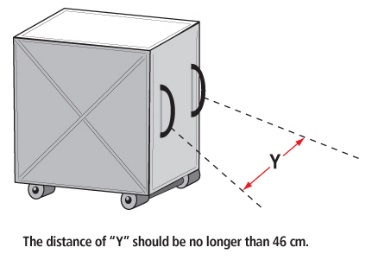 Y
The distance of “Y” should be no longer than 46 cm.